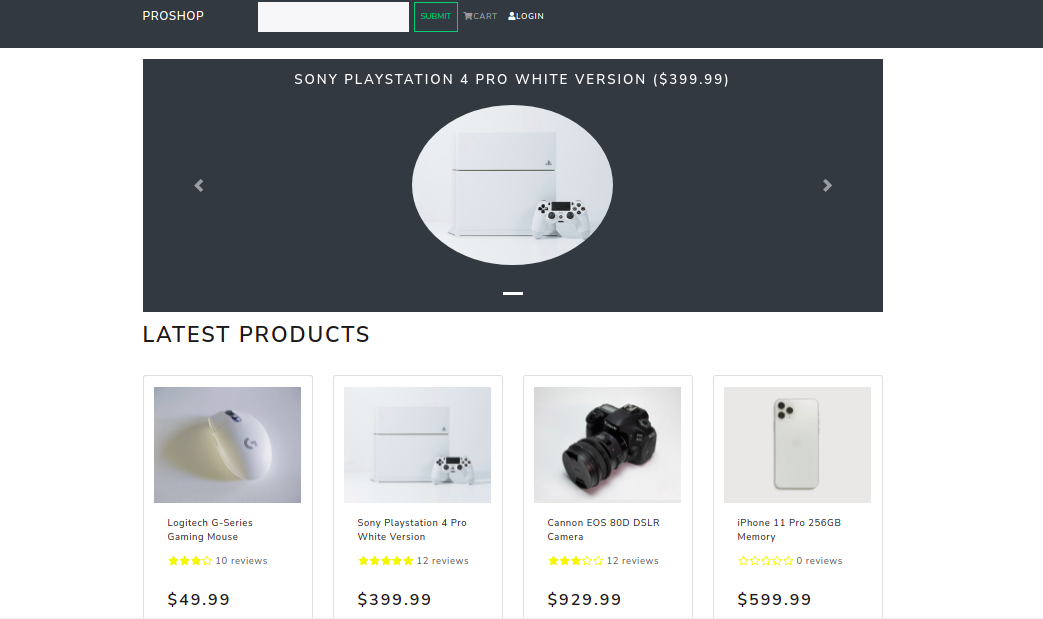 PROSHOP
SUBMIT
CART
LOGIN
SONY PLAYSTATION 4 PRO WHITE VERSION ($399.99)
LATEST PRODUCTS
Logitech G-Series
Gaming Mouse
10 reviews
$49.99
Sony Playstation 4 Pro
White Version
12 reviews
$399.99
Cannon EOS 80D DSLR
Camera
12 reviews
$929.99
iPhone 11 Pro 256GB
Memory
0 reviews
$599.99